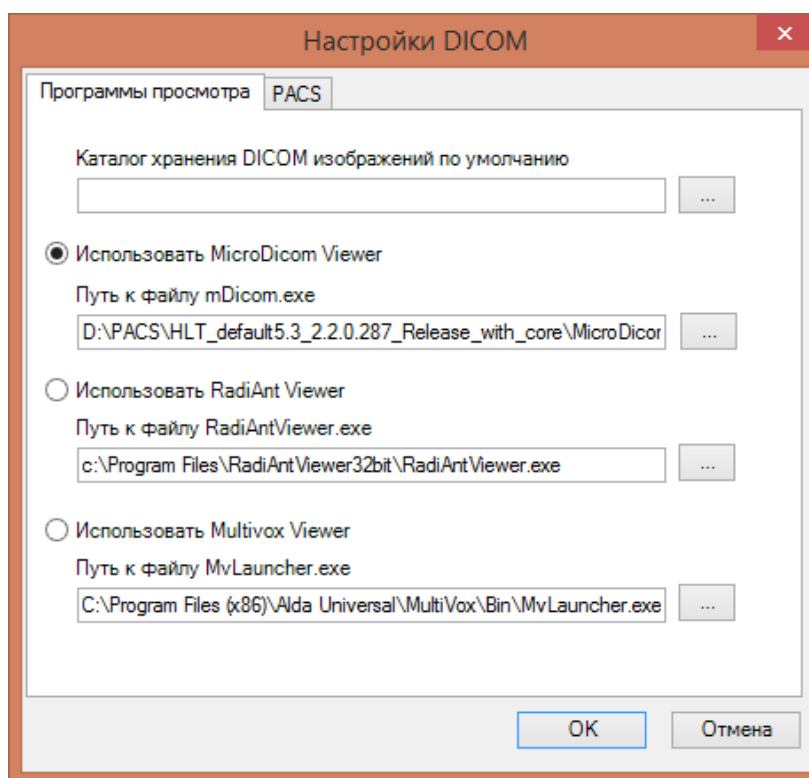 Настройки DICOM
×
Программы просмотра PACS
Каталог хранения DICOM изображений по умолчанию
...
Использовать MicroDicom Viewer
Путь к файлу mDicom.exe
D:\PACS\HLT_default5.3_2.2.0.287_Release_with_core\MicroDicor ...
Использовать RadiAnt Viewer
Путь к файлу RadiAntViewer.exe
c:\Program Files\RadiAntViewer32bit\RadiAntViewer.exe ...
Использовать Multivox Viewer
Путь к файлу MvLauncher.exe
C:\Program Files (x86)\Alda Universal\MultiVox\Bin\MvLauncher.exe ...
OK Отмена